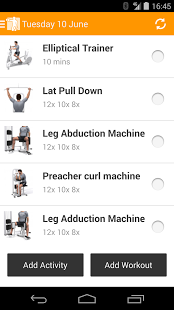 16:45
Tuesday 10 June
Elliptical Trainer
10 mins
Lat Pull Down
12x 10x 8x
Leg Abduction Machine
12x 10x 8x
Preacher curl machine
12x 10x 8x
Leg Adduction Machine
12x 10x 8x
Add Activity
Add Workout